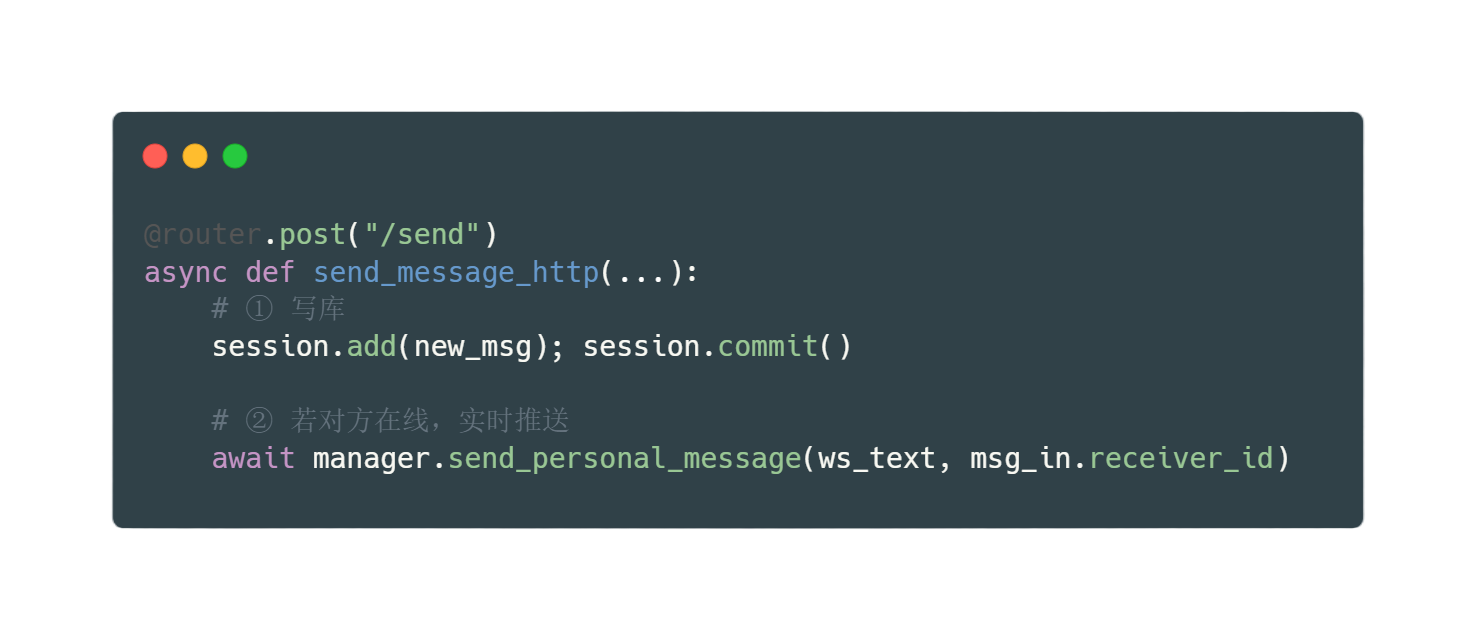 @router.post("/send")
async def send_message_http(...):
    # ① 写库
    session.add(new_msg); session.commit()
    # ② 若对方在线，实时推送
    await manager.send_personal_message(ws_text, msg_in.receiver_id)